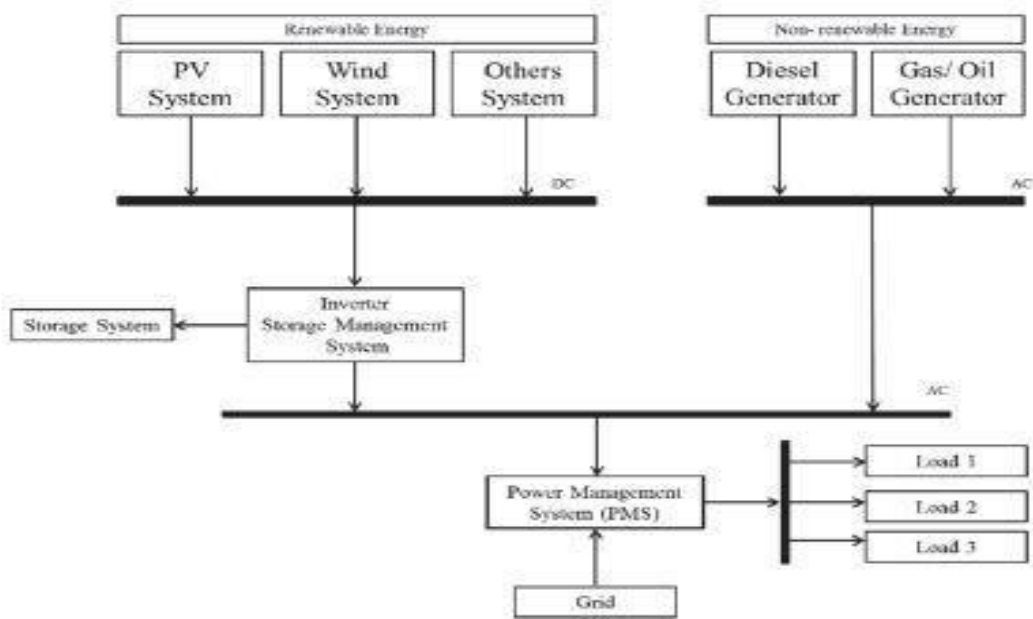 Renewable Energy
Non- renewable Energy
PV
System
Wind
System
Others
System
Diesel
Generator
Gas/ Oil
Generator
DC
AC
Inverter
Storage Management
System
Storage System
AC
Power Management
System (PMS)
Load 1
Load 2
Load 3
Grid